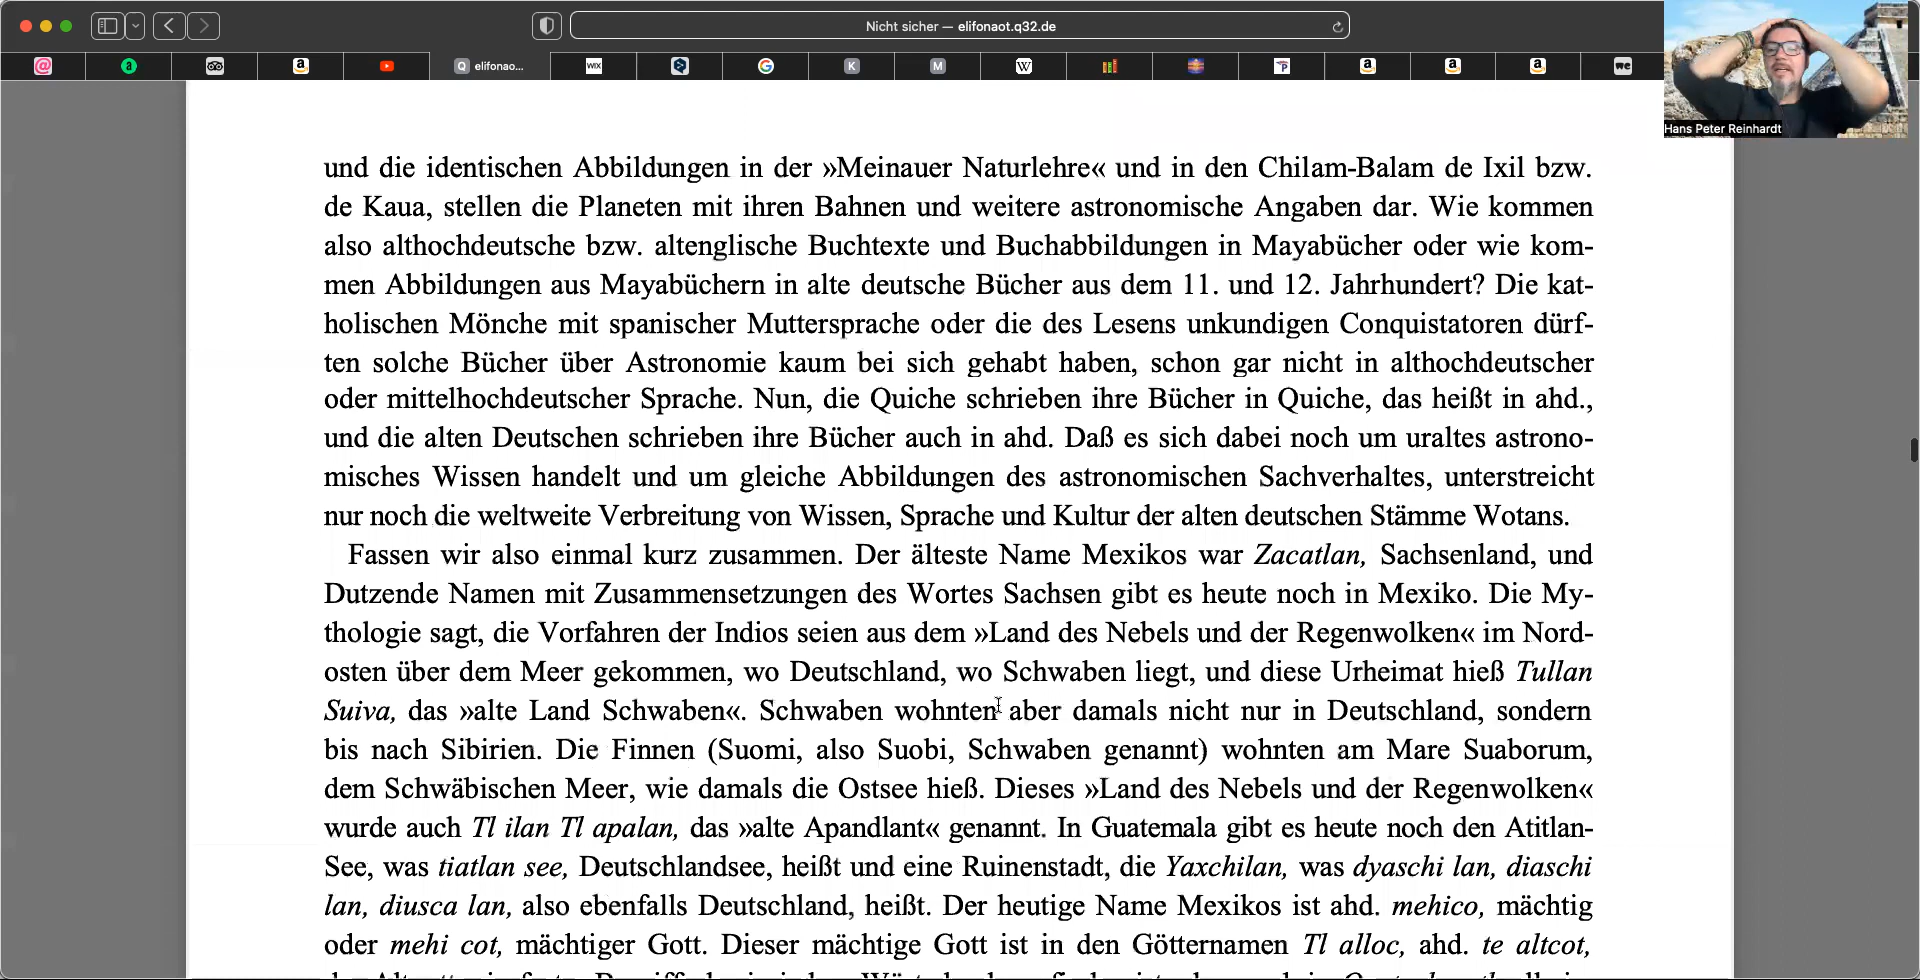 Nicht sicher — elifonaot.q32.de
elifonao...
Hans Peter Reinhardt
und die identischen Abbildungen in der »Meinauer Naturlehre« und in den Chilam-Balam de Ixil bzw.
de Kaua, stellen die Planeten mit ihren Bahnen und weitere astronomische Angaben dar. Wie kommen
also althochdeutsche bzw. altenglische Buchtexte und Buchabbildungen in Mayabücher oder wie kom-
men Abbildungen aus Mayabüchern in alte deutsche Bücher aus dem 11. und 12. Jahrhundert? Die kat-
holischen Mönche mit spanischer Muttersprache oder die des Lesens unkundigen Conquistatoren dürf-
ten solche Bücher über Astronomie kaum bei sich gehabt haben, schon gar nicht in althochdeutscher
oder mittelhochdeutscher Sprache. Nun, die Quiche schrieben ihre Bücher in Quiche, das heißt in ahd.,
und die alten Deutschen schrieben ihre Bücher auch in ahd. Daß es sich dabei noch um uraltes astrono-
misches Wissen handelt und um gleiche Abbildungen des astronomischen Sachverhaltes, unterstreicht
nur noch die weltweite Verbreitung von Wissen, Sprache und Kultur der alten deutschen Stämme Wotans.
Fassen wir also einmal kurz zusammen. Der älteste Name Mexikos war Zacatlan, Sachsenland, und
Dutzende Namen mit Zusammensetzungen des Wortes Sachsen gibt es heute noch in Mexiko. Die My-
thologie sagt, die Vorfahren der Indios seien aus dem »Land des Nebels und der Regenwolken« im Nord-
osten über dem Meer gekommen, wo Deutschland, wo Schwaben liegt, und diese Urheimat hieß Tullan
Suiva, das »alte Land Schwaben«. Schwaben wohnten aber damals nicht nur in Deutschland, sondern
bis nach Sibirien. Die Finnen (Suomi, also Suobi, Schwaben genannt) wohnten am Mare Suaborum,
dem Schwäbischen Meer, wie damals die Ostsee hieß. Dieses »Land des Nebels und der Regenwolken«
wurde auch Tl ilan Tl apalan, das »alte Apandlant« genannt. In Guatemala gibt es heute noch den Atitlan-
See, was tiatlan see, Deutschlandsee, heißt und eine Ruinenstadt, die Yaxchilan, was dyaschi lan, diaschi
lan, diusca lan, also ebenfalls Deutschland, heißt. Der heutige Name Mexikos ist ahd. mehico, mächtig
oder mehi cot, mächtiger Gott. Dieser mächtige Gott ist in den Götternamen Tl alloc, ahd. te altcot,